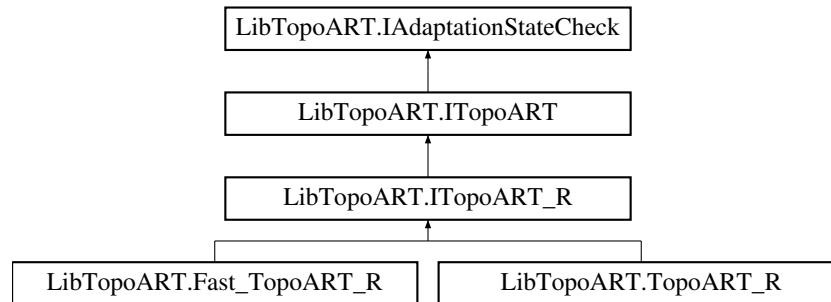 LibTopoART.IAdaptationStateCheck
LibTopoART.ITopoART
LibTopoART.ITopoART_R
LibTopoART.Fast_TopoART_R
LibTopoART.TopoART_R